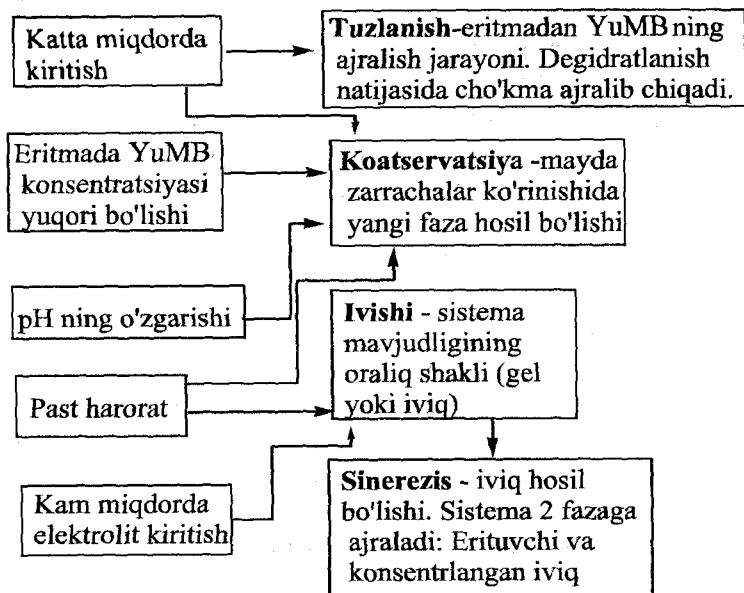 Katta miqdorda
kiritish
Tuzlanish-eritmadan YuMB ning
ajralish jarayoni. Degidratlanish
natijasida cho'kma ajralib chiqadi.
Eritmada YuMB
konsentratsiyasi
yuqori bo'lishi
Koatservatsiya -mayda
zarrachalar ko'rinishida
yangi faza hosil bo'lishi
pH ning o'zgarishi
Ivishi - sistema
mavjudligining
oraliq shakli (gel
yoki iviq)
Past harorat
Kam miqdorda
elektrolit kiritish
Sinerezis - iviq hosil
bo'lishi. Sistema 2 fazaga
ajraladi: Erituvchi va
konsentrlangan iviq